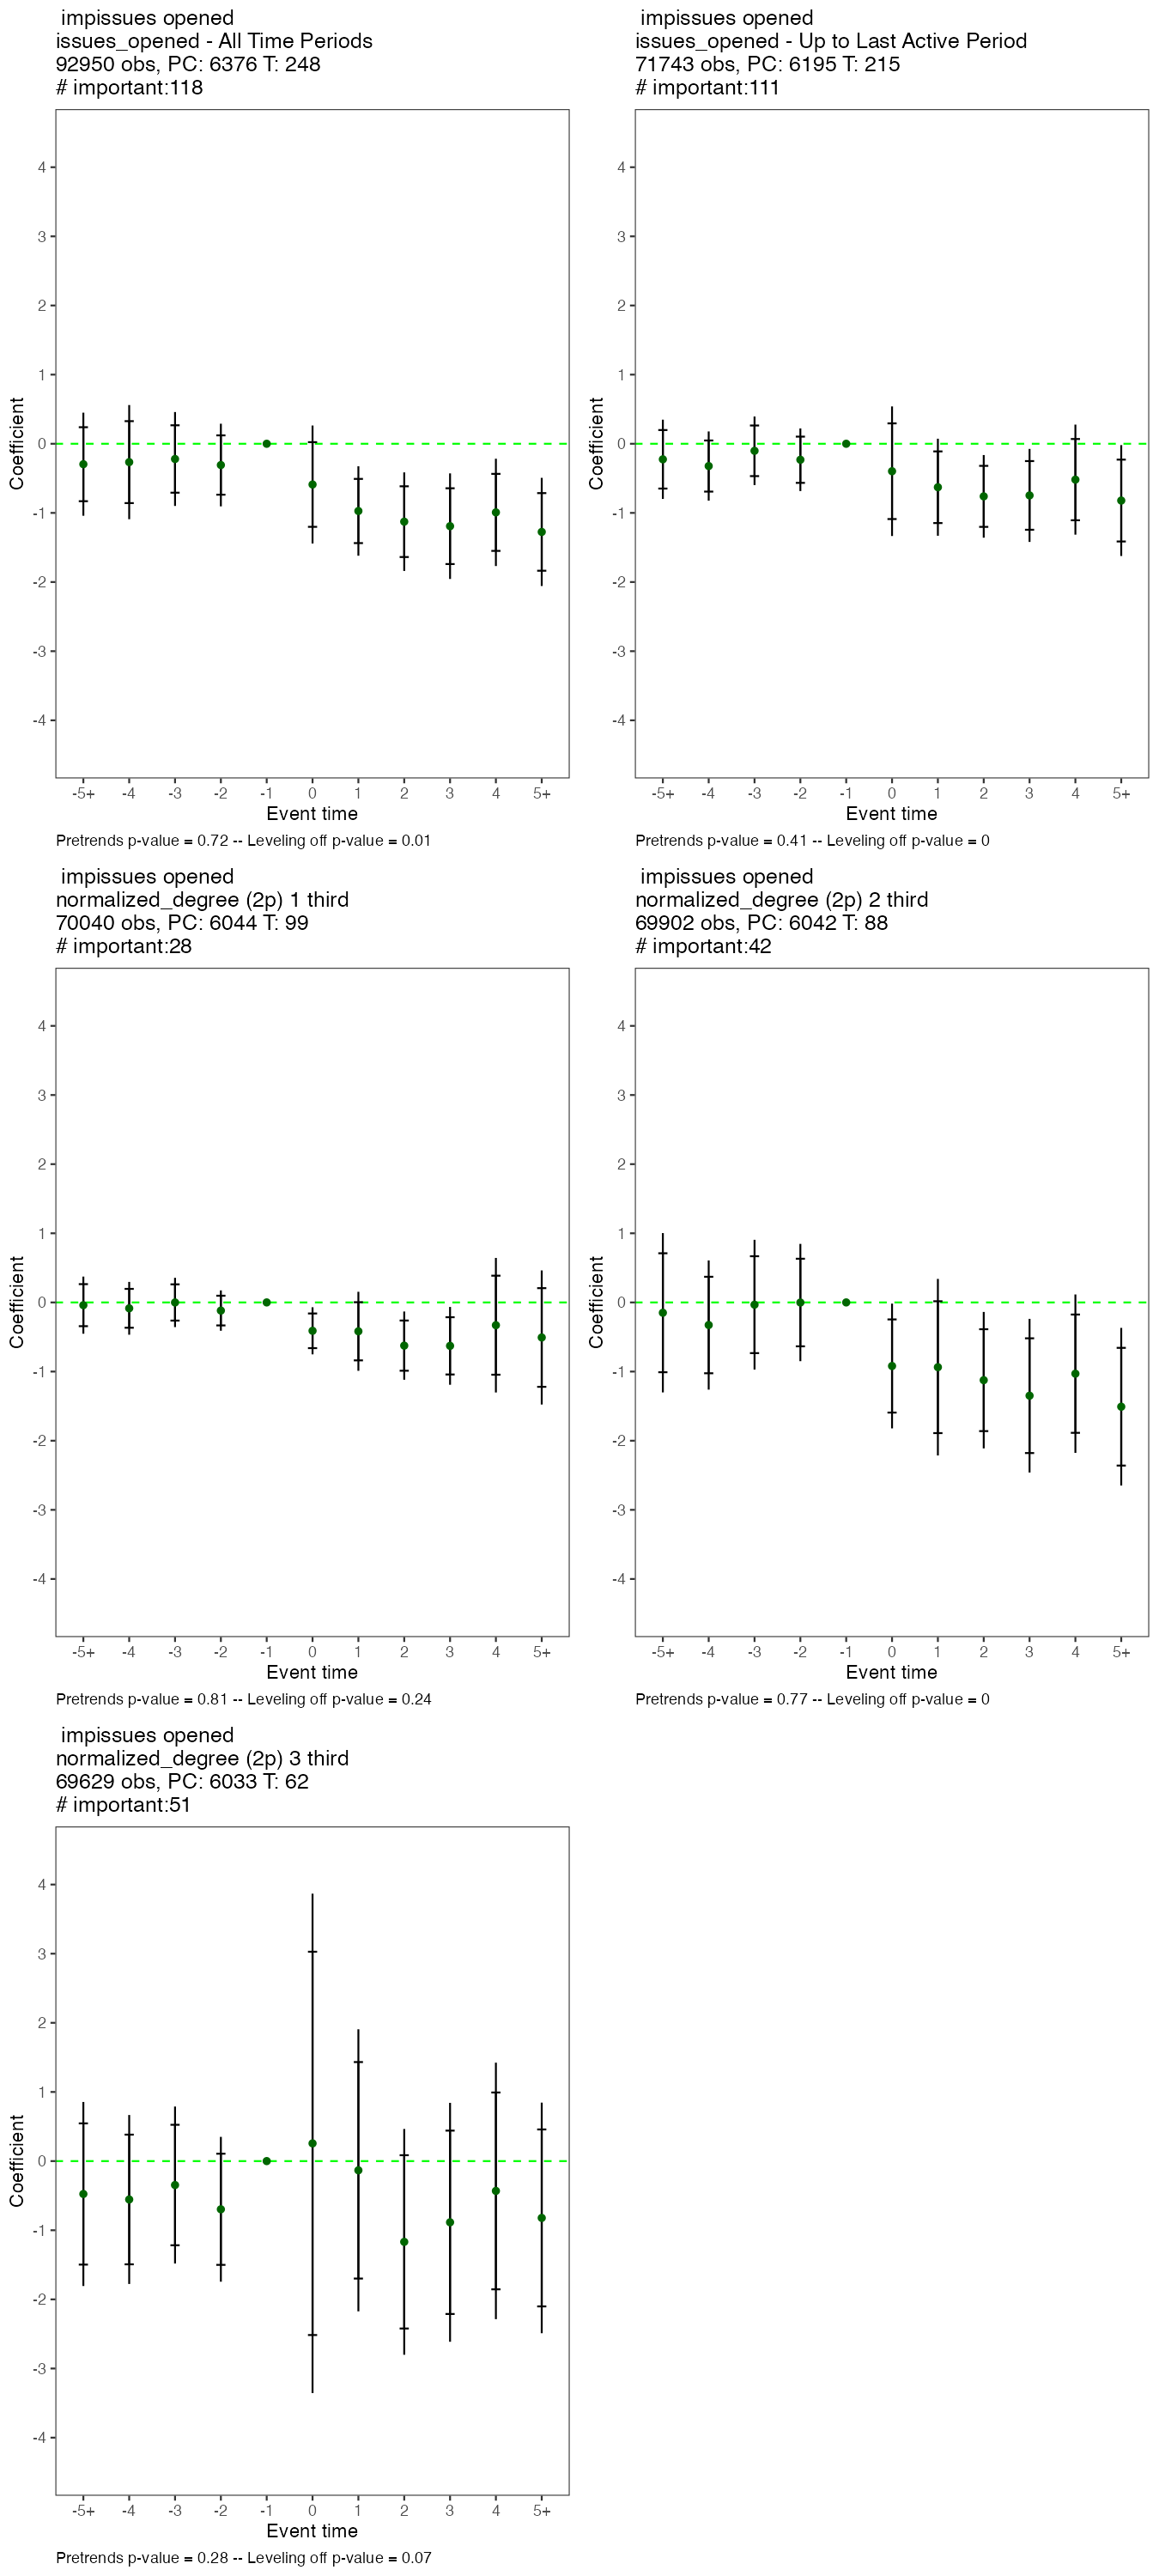 impissues opened
issues_opened - All Time Periods
92950 obs, PC: 6376 T: 248
# important:118
4
3
2
1
0
-1
-2
-3
-4
Coefficient
-5+ -4 -3 -2 -1 0 1 2 3 4 5+
Event time
Pretrends p-value = 0.72 -- Leveling off p-value = 0.01
impissues opened
issues_opened - Up to Last Active Period
71743 obs, PC: 6195 T: 215
# important:111
4
3
2
1
0
-1
-2
-3
-4
Coefficient
-5+ -4 -3 -2 -1 0 1 2 3 4 5+
Event time
Pretrends p-value = 0.41 -- Leveling off p-value = 0
impissues opened
normalized_degree (2p) 1 third
70040 obs, PC: 6044 T: 99
# important:28
4
3
2
1
0
-1
-2
-3
-4
Coefficient
-5+ -4 -3 -2 -1 0 1 2 3 4 5+
Event time
Pretrends p-value = 0.81 -- Leveling off p-value = 0.24
impissues opened
normalized_degree (2p) 2 third
69902 obs, PC: 6042 T: 88
# important:42
4
3
2
1
0
-1
-2
-3
-4
Coefficient
-5+ -4 -3 -2 -1 0 1 2 3 4 5+
Event time
Pretrends p-value = 0.77 -- Leveling off p-value = 0
impissues opened
normalized_degree (2p) 3 third
69629 obs, PC: 6033 T: 62
# important:51
4
3
2
1
0
-1
-2
-3
-4
Coefficient
-5+ -4 -3 -2 -1 0 1 2 3 4 5+
Event time
Pretrends p-value = 0.28 -- Leveling off p-value = 0.07